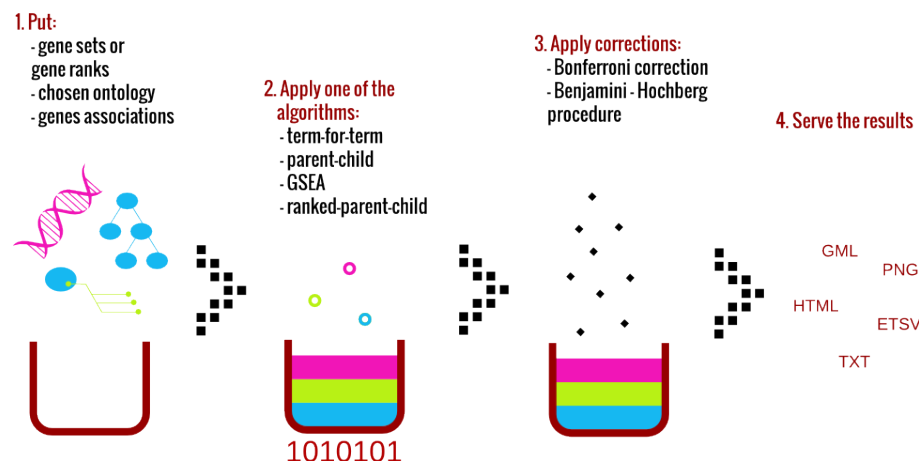 1. Put:
- gene sets or
gene ranks
- chosen ontology
- genes associations
2. Apply one of the
algorithms:
- term-for-term
- parent-child
- GSEA
- ranked-parent-child
1010101
3. Apply corrections:
- Bonferroni correction
- Benjamini - Hochberg
procedure
4. Serve the results
GML
PNG
HTML
ETSV
TXT